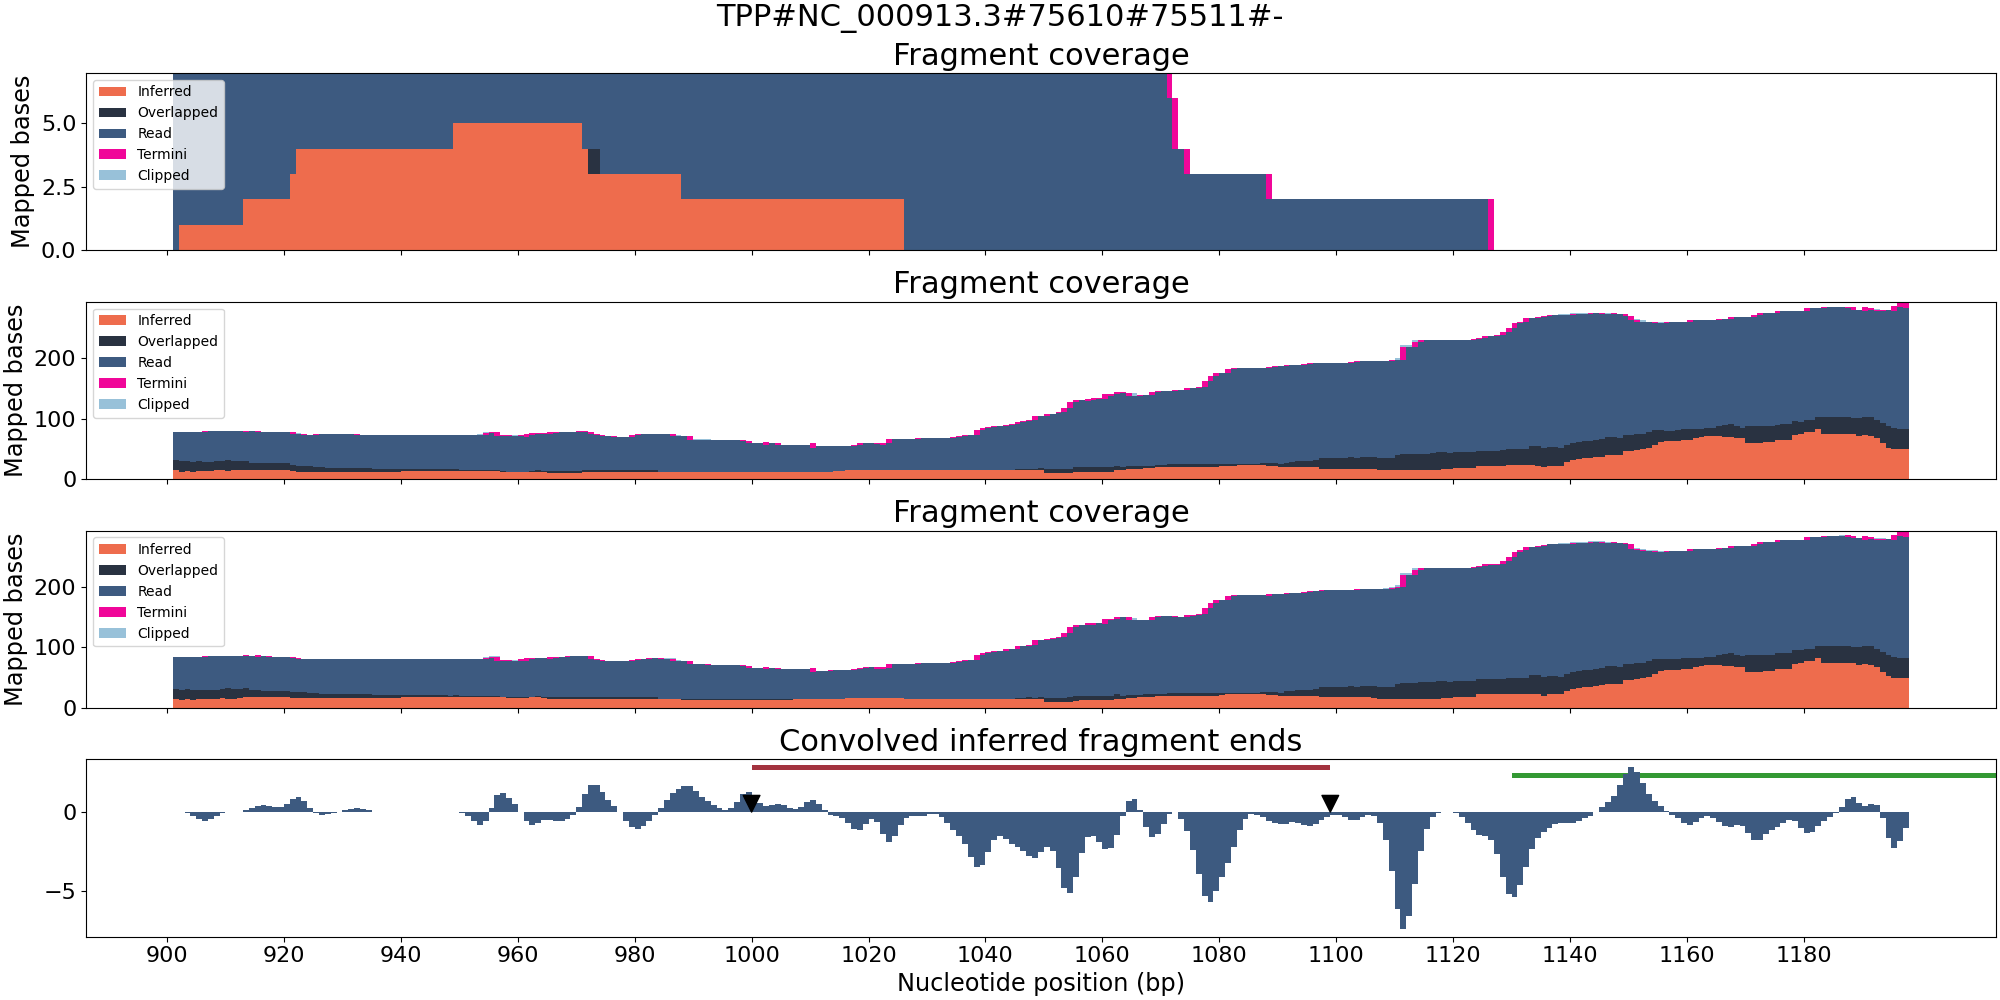 TPP#NC_000913.3#75610#75511#-
Fragment coverage
Mapped bases
5.0
2.5
0.0
Inferred
Overlapped
Read
Termini
Clipped
Fragment coverage
Mapped bases
200
100
0
Inferred
Overlapped
Read
Termini
Clipped
Fragment coverage
Mapped bases
200
100
0
Inferred
Overlapped
Read
Termini
Clipped
Convolved inferred fragment ends
0
−5
900 920 940 960 980 1000 1020 1040 1060 1080 1100 1120 1140 1160 1180
Nucleotide position (bp)